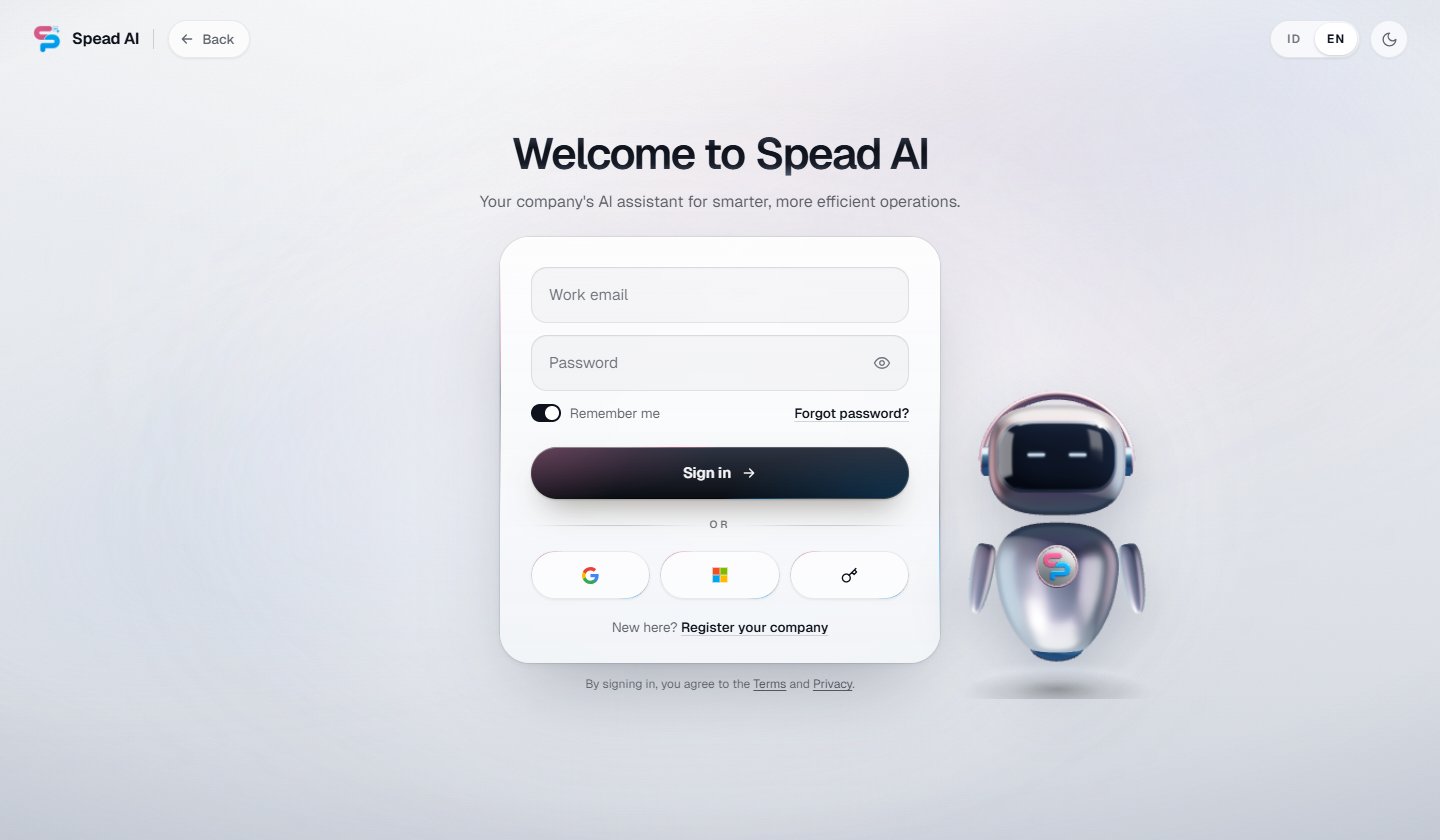 Spead AI
Back
ID
EN
Welcome to Spead AI
Your company's AI assistant for smarter, more efficient operations.
Work email
Password
Remember me
Forgot password?
Sign in
OR
New here? Register your company
By signing in, you agree to the Terms and Privacy.